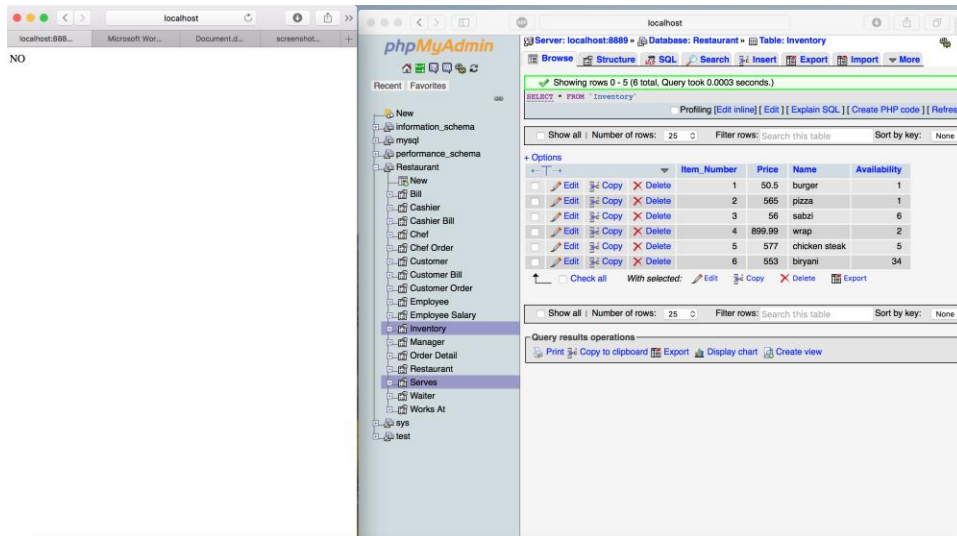 localhost
localhost:888...
Microsoft Wor...
Document.d...
screenshot...
NO
localhost
phpMyAdmin
Recent Favorites
New
information_schema
mysql
performance_schema
Restaurant
New
Bill
Cashier
Cashier Bill
Chef
Chef Order
Customer
Customer Bill
Customer Order
Employee
Employee Salary
Inventory
Manager
Order Detail
Restaurant
Serves
Waiter
Works At
sys
test
Server: localhost:8889 » Database: Restaurant » Table: Inventory
Browse Structure SQL Search Insert Export Import More
Showing rows 0 - 5 (6 total, Query took 0.0003 seconds.)
SELECT * FROM `Inventory`
Profiling [Edit inline] [ Edit ] [ Explain SQL ] [ Create PHP code ] [ Refres
Show all | Number of rows: 25 Filter rows: Search this table Sort by key: None
+ Options
Item_Number Price Name Availability
Edit Copy Delete 1 50.5 burger 1
Edit Copy Delete 2 565 pizza 1
Edit Copy Delete 3 56 sabzi 6
Edit Copy Delete 4 899.99 wrap 2
Edit Copy Delete 5 577 chicken steak 5
Edit Copy Delete 6 553 biryani 34
Check all With selected: Edit Copy Delete Export
Show all | Number of rows: 25 Filter rows: Search this table Sort by key: None
Query results operations
Print Copy to clipboard Export Display chart Create view